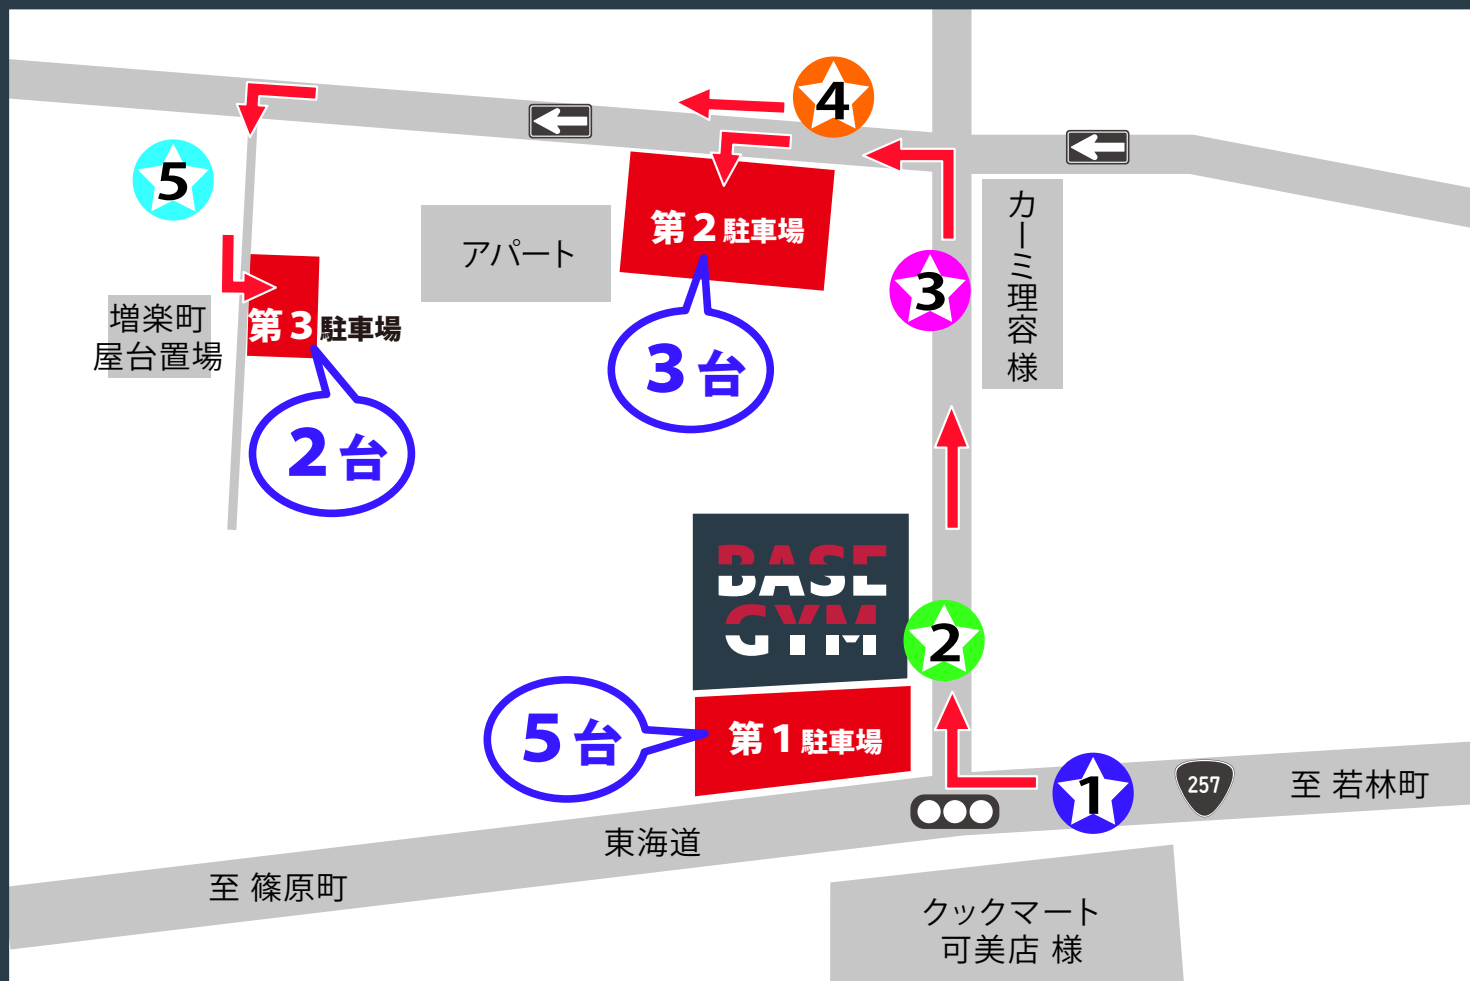 4
5
第2駐車場
アパート
カーミ理容 様
3
第3駐車場
増楽町
屋台置場
3台
2台
BASE
GYM
2
5台
第1駐車場
1
257
至 若林町
東海道
至 篠原町
クックマート
可美店 様